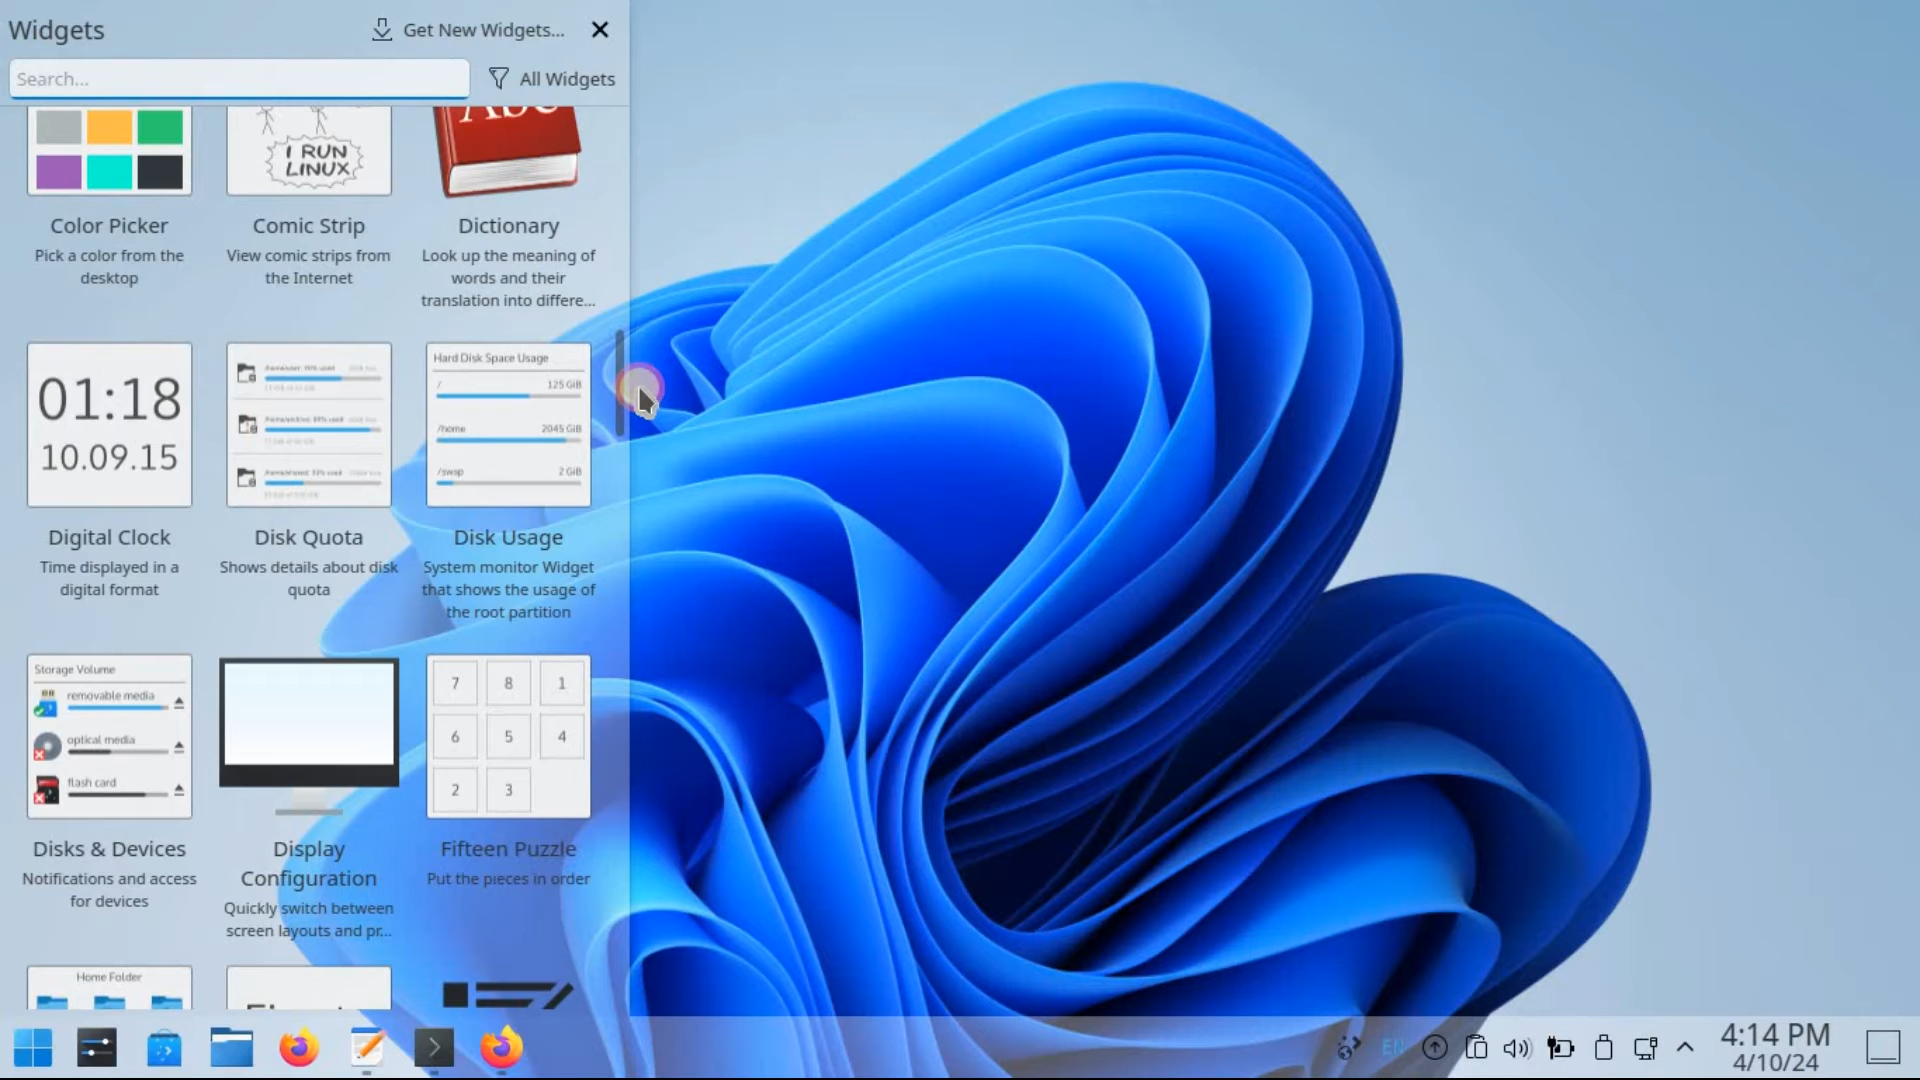 Widgets
Get New Widgets...
Search...
All Widgets
I RUN
LINUX
Color Picker
Pick a color from the
desktop
Comic Strip
View comic strips from
the Internet
Dictionary
Look up the meaning of
words and their
translation into differe...
01:18
10.09.15
Hard Disk Space Usage
/ 125 GiB
/home 2045 GiB
/swap 2 GiB
Digital Clock
Time displayed in a
digital format
Disk Quota
Shows details about disk
quota
Disk Usage
System monitor Widget
that shows the usage of
the root partition
Storage Volume
removable media
optical media
flash card
7 8 1
6 5 4
2 3
Disks & Devices
Notifications and access
for devices
Display
Configuration
Quickly switch between
screen layouts and pr...
Fifteen Puzzle
Put the pieces in order
Home Folder
EN
4:14 PM
4/10/24